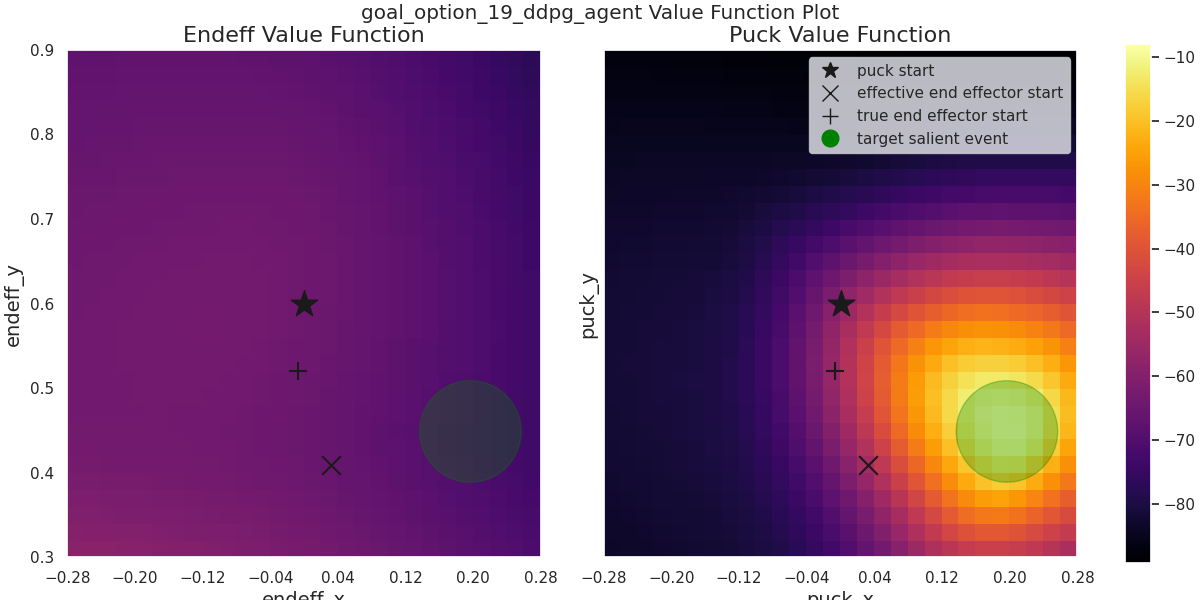 goal_option_19_ddpg_agent Value Function Plot
Endeff Value Function
Puck Value Function
0.9
0.8
0.7
0.6
0.5
0.4
0.3
endeff_y
−0.28 −0.20 −0.12 −0.04 0.04 0.12 0.20 0.28
endeff_x
puck_y
puck start
effective end effector start
true end effector start
target salient event
−0.28 −0.20 −0.12 −0.04 0.04 0.12 0.20 0.28
puck_x
−10
−20
−30
−40
−50
−60
−70
−80